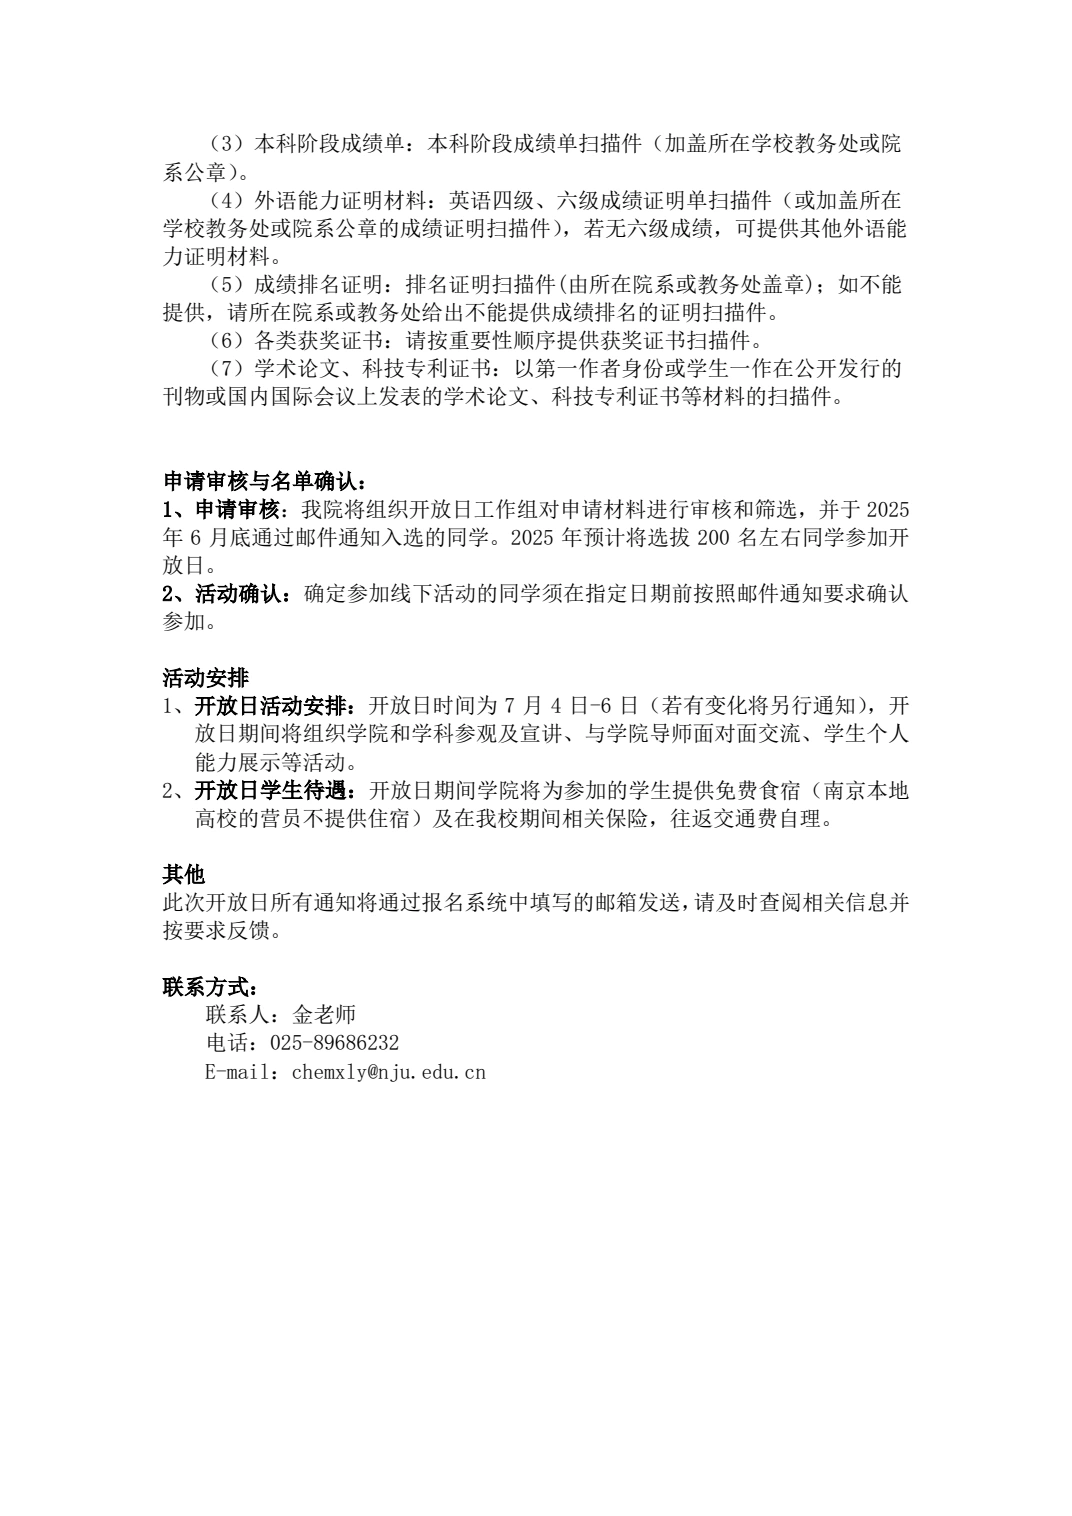 （3）本科阶段成绩单：本科阶段成绩单扫描件（加盖所在学校教务处或院
系公章）。
（4）外语能力证明材料：英语四级、六级成绩证明单扫描件（或加盖所在
学校教务处或院系公章的成绩证明扫描件），若无六级成绩，可提供其他外语能
力证明材料。
（5）成绩排名证明：排名证明扫描件(由所在院系或教务处盖章)；如不能
提供，请所在院系或教务处给出不能提供成绩排名的证明扫描件。
（6）各类获奖证书：请按重要性顺序提供获奖证书扫描件。
（7）学术论文、科技专利证书：以第一作者身份或学生一作在公开发行的
刊物或国内国际会议上发表的学术论文、科技专利证书等材料的扫描件。
申请审核与名单确认：
1、申请审核：我院将组织开放日工作组对申请材料进行审核和筛选，并于 2025
年 6 月底通过邮件通知入选的同学。2025 年预计将选拔 200 名左右同学参加开
放日。
2、活动确认：确定参加线下活动的同学须在指定日期前按照邮件通知要求确认
参加。
活动安排
1、开放日活动安排：开放日时间为 7 月 4 日-6 日（若有变化将另行通知），开
放日期间将组织学院和学科参观及宣讲、与学院导师面对面交流、学生个人
能力展示等活动。
2、开放日学生待遇：开放日期间学院将为参加的学生提供免费食宿（南京本地
高校的营员不提供住宿）及在我校期间相关保险，往返交通费自理。
其他
此次开放日所有通知将通过报名系统中填写的邮箱发送,请及时查阅相关信息并
按要求反馈。
联系方式：
联系人：金老师
电话：025-89686232
E-mail：chemxly@nju.edu.cn